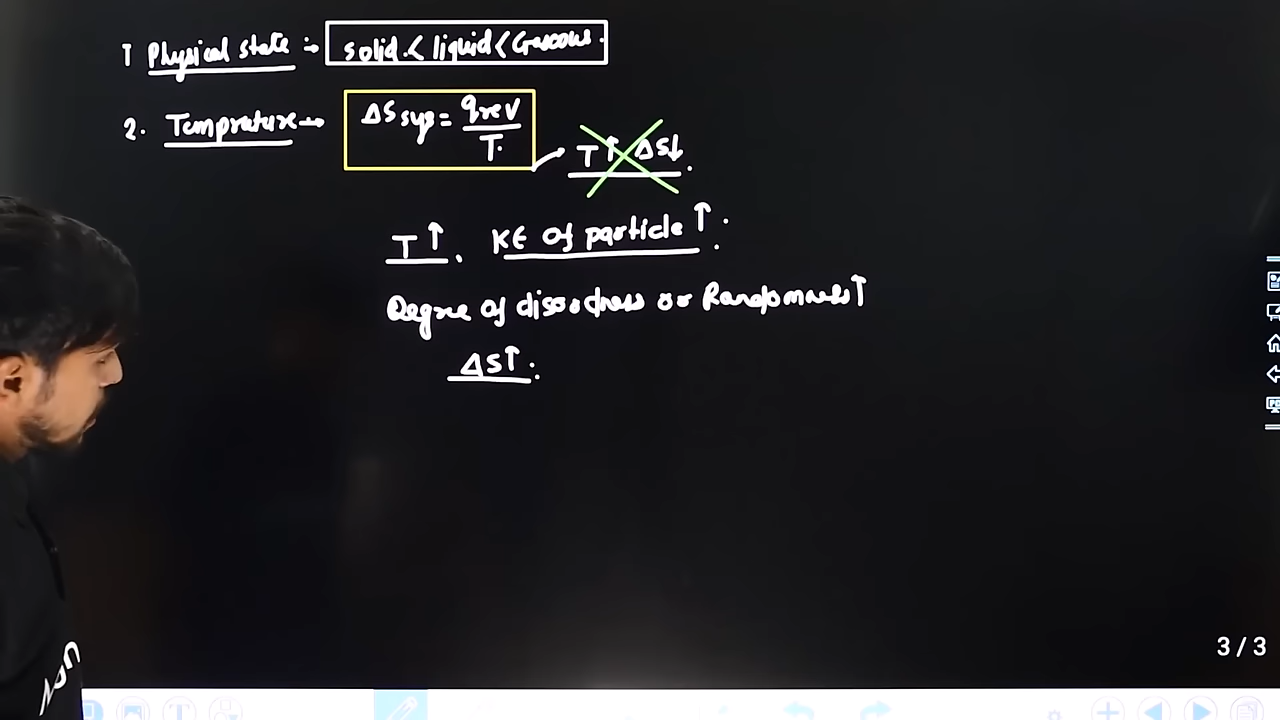 1 Physical state :- solid. < liquid < Gaseous.
2. Temprature → ΔS sys = qrev / T.
T↑ ΔS↓.
T↑. KE of particle ↑.
Degree of disordness or Randomness ↑
ΔS↑.
3 / 3